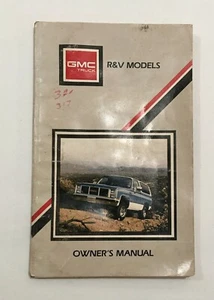 GMC
TRUCK
R&V MODELS
OWNER'S MANUAL